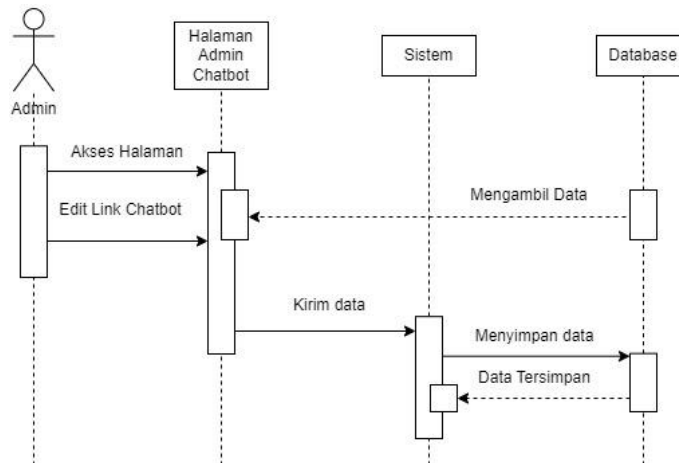 Halaman
Admin
Chatbot
Sistem
Database
Admin
Akses Halaman
Mengambil Data
Edit Link Chatbot
Kirim data
Menyimpan data
Data Tersimpan